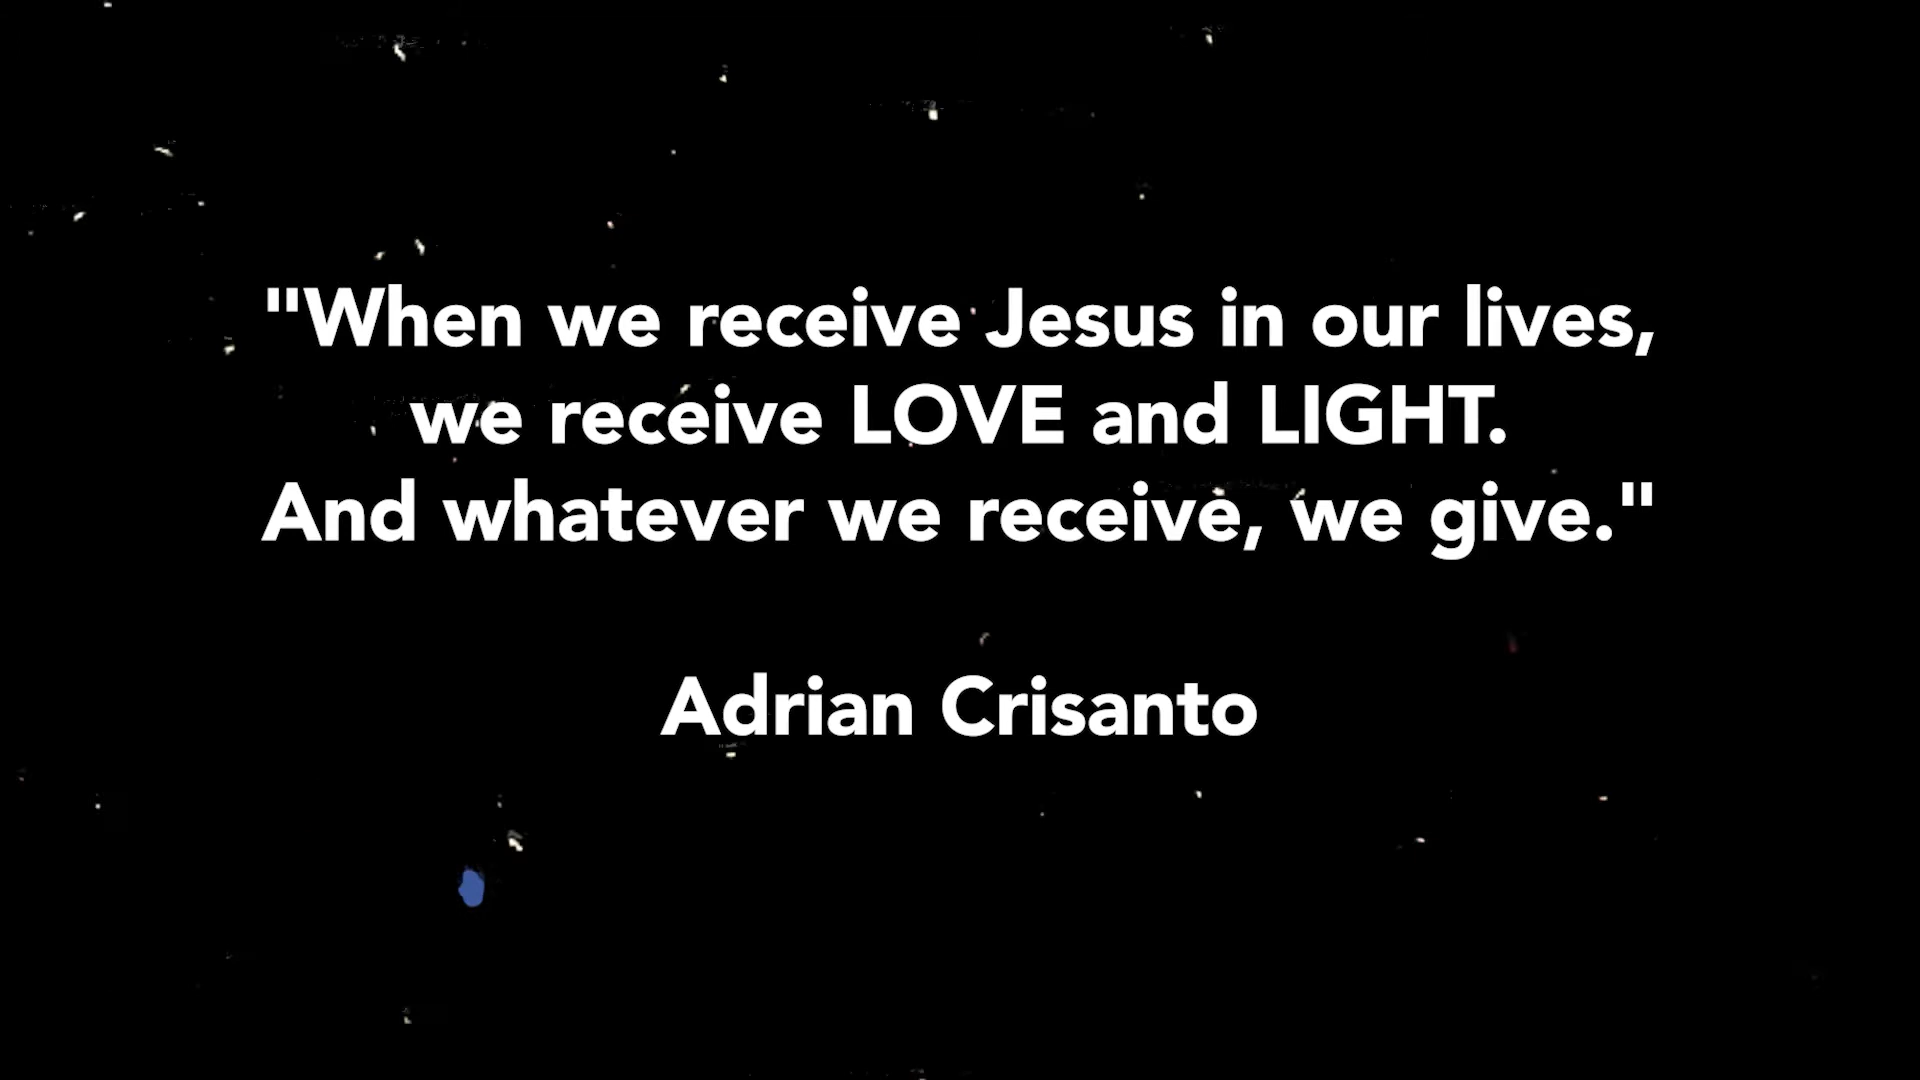 "When we receive Jesus in our lives,
we receive LOVE and LIGHT.
And whatever we receive, we give."
Adrian Crisanto